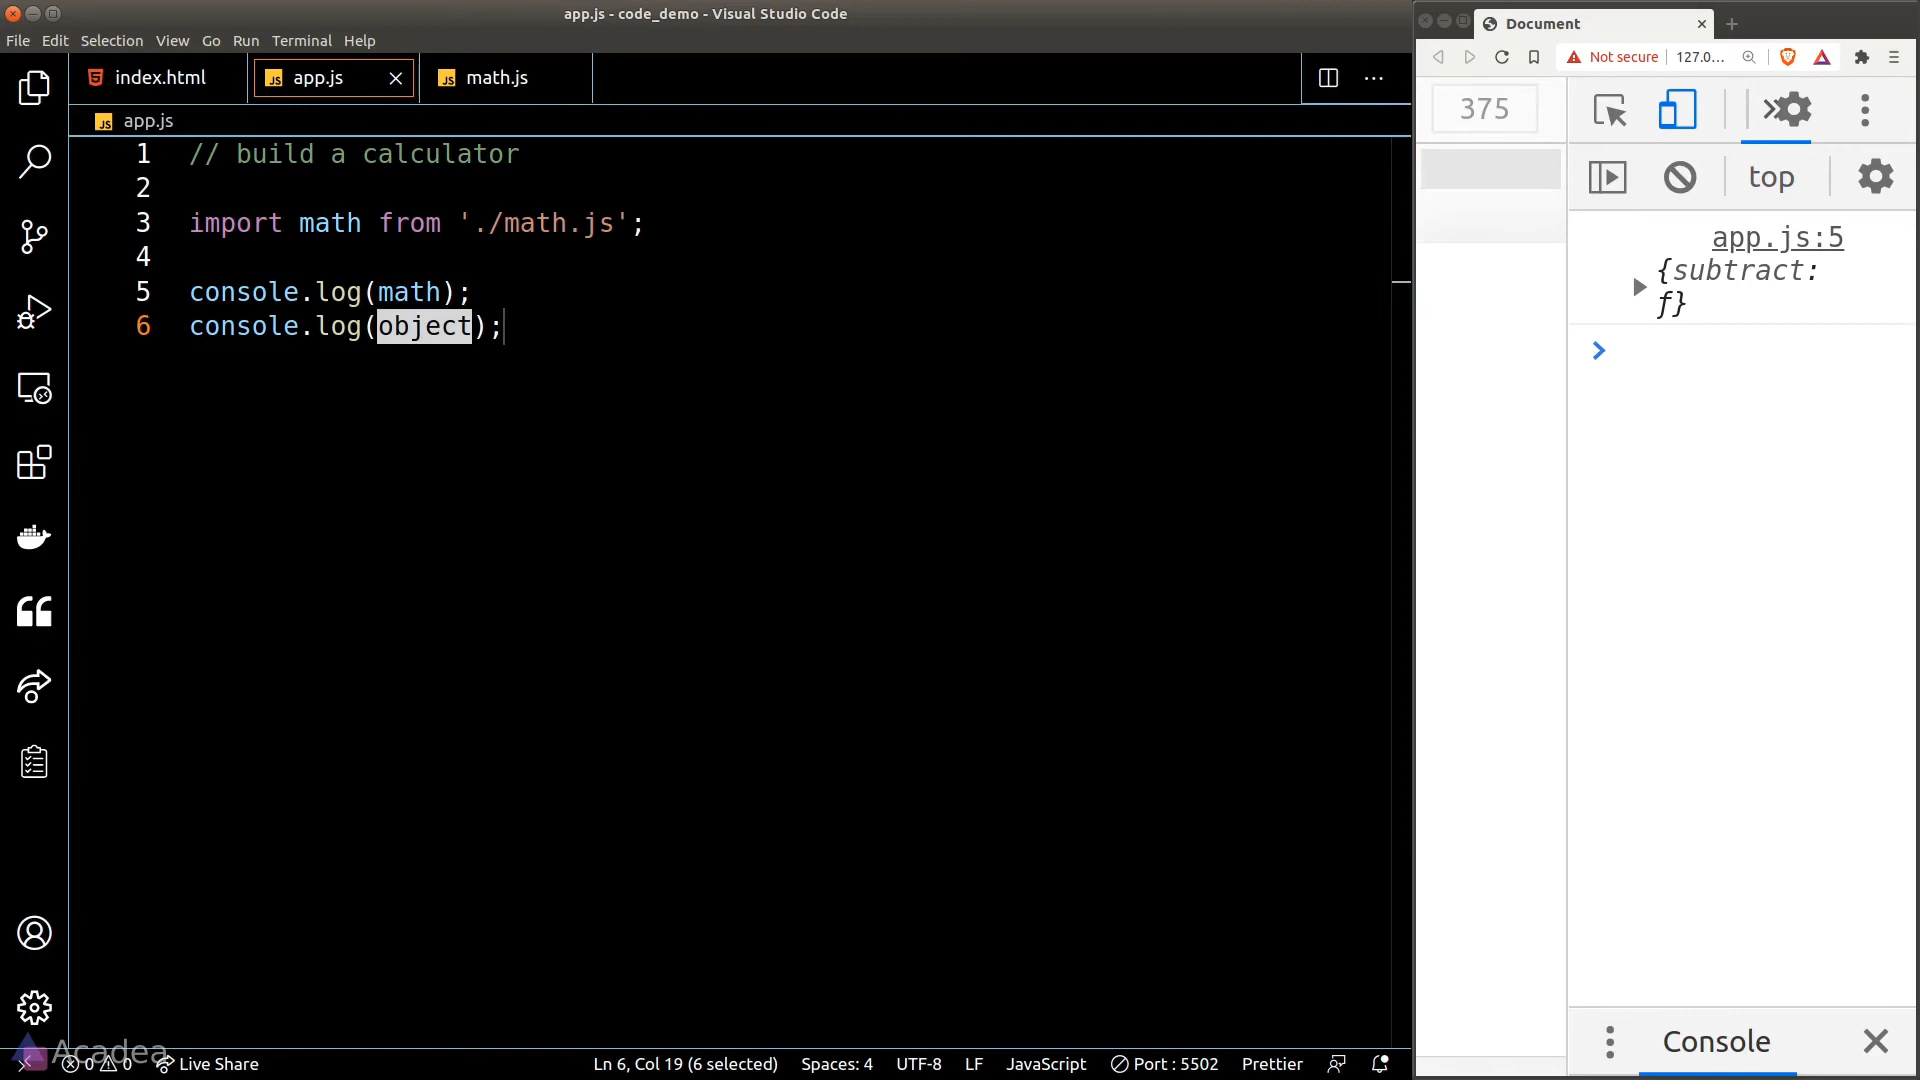 app.js - code_demo - Visual Studio Code
File Edit Selection View Go Run Terminal Help
index.html app.js math.js
app.js
1 // build a calculator
2
3 import math from './math.js';
4
5 console.log(math);
6 console.log(object);
Acadea
0 0 Live Share
Ln 6, Col 19 (6 selected) Spaces: 4 UTF-8 LF JavaScript Port : 5502 Prettier
Document
Not secure 127.0...
375
top
app.js:5
{subtract:
f}
Console